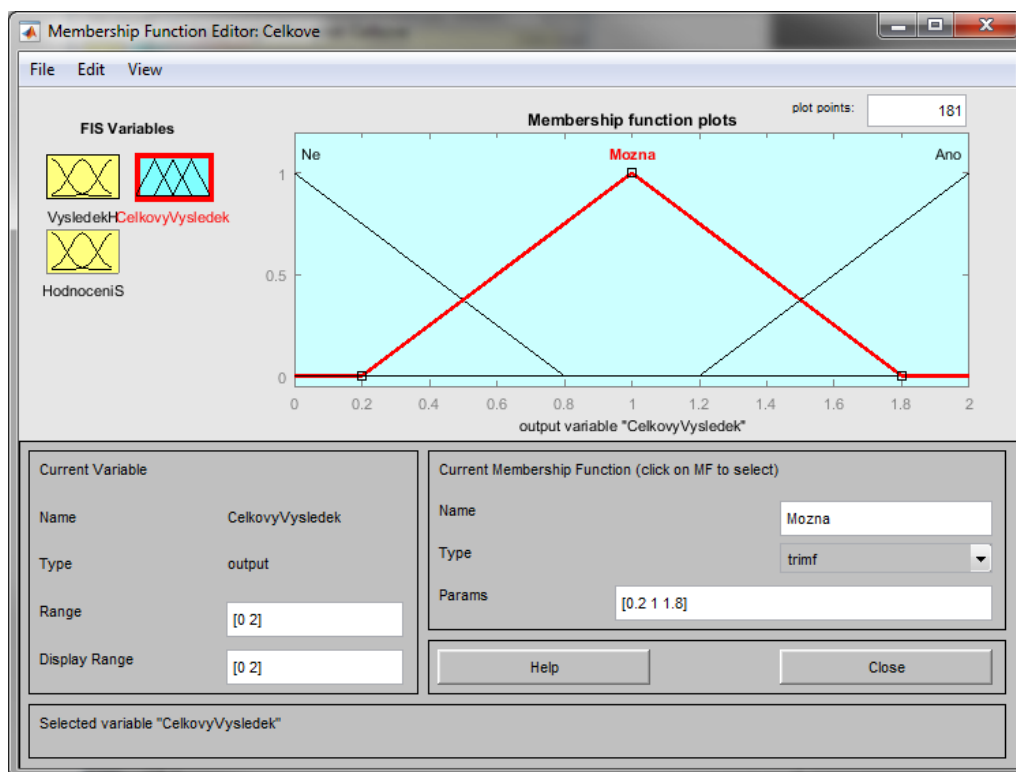 Membership Function Editor: Celkove
File Edit View
FIS Variables
VysledekH
CelkovyVysledek
HodnoceniS
Membership function plots
plot points:
181
Ne
Mozna
Ano
1
0.5
0
0 0.2 0.4 0.6 0.8 1 1.2 1.4 1.6 1.8 2
output variable "CelkovyVysledek"
Current Variable
Name CelkovyVysledek
Type output
Range [0 2]
Display Range [0 2]
Current Membership Function (click on MF to select)
Name Mozna
Type trimf
Params [0.2 1 1.8]
Help Close
Selected variable "CelkovyVysledek"